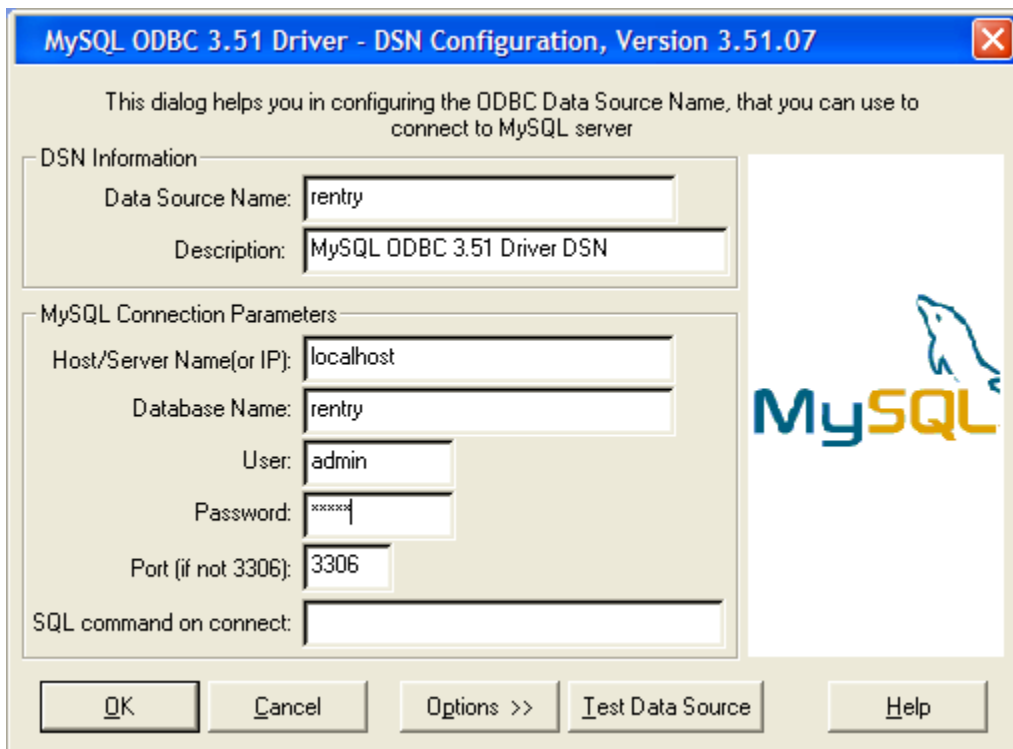 MySQL ODBC 3.51 Driver - DSN Configuration, Version 3.51.07
This dialog helps you in configuring the ODBC Data Source Name, that you can use to
connect to MySQL server
DSN Information
Data Source Name: rentry
Description: MySQL ODBC 3.51 Driver DSN
MySQL Connection Parameters
Host/Server Name(or IP): localhost
Database Name: rentry
User: admin
Password: *****
Port (if not 3306): 3306
SQL command on connect:
MySQL
OK Cancel Options >> Test Data Source Help